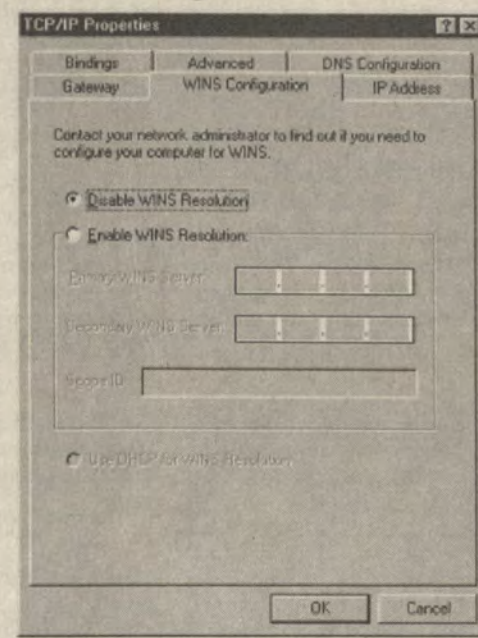 TCP/IP Properties
Bindings Advanced DNS Configuration
Gateway WINS Configuration IP Address
Contact your network administrator to find out if you need to
configure your computer for WINS.
Disable WINS Resolution
Enable WINS Resolution:
Primary WINS Server:
Secondary WINS Server:
Scope ID:
Use DHCP for WINS Resolution
OK Cancel